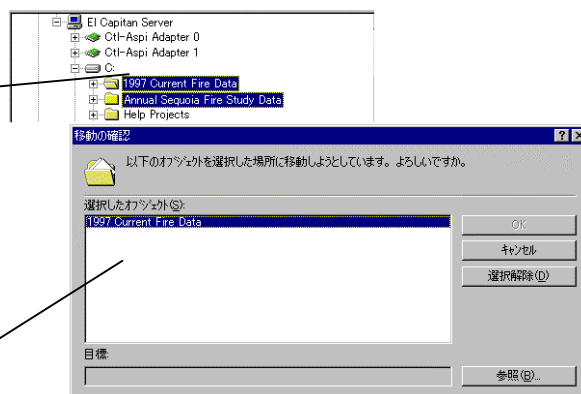 El Capitan Server
Ctl-Aspi Adapter 0
Ctl-Aspi Adapter 1
C:
1997 Current Fire Data
Annual Sequoia Fire Study Data
Help Projects
移動の確認
以下のｵﾌﾞｼﾞｪｸﾄを選択した場所に移動しようとしています。よろしいですか。
選択したｵﾌﾞｼﾞｪｸﾄ(S):
1997 Current Fire Data
OK
ｷｬﾝｾﾙ
選択解除(D)
目標:
参照(B)...